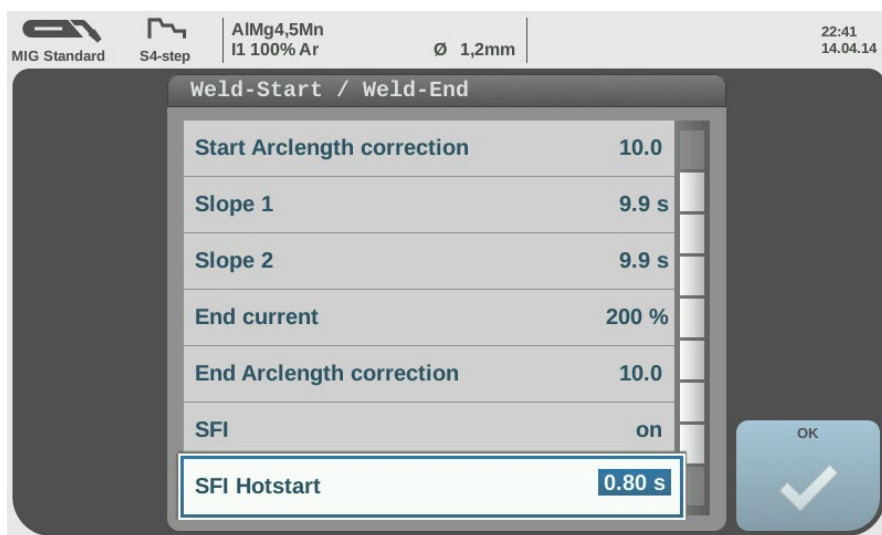 MIG Standard
S4-step
AlMg4,5Mn
I1 100% Ar Ø 1,2mm
22:41
14.04.14
Weld-Start / Weld-End
Start Arclength correction 10.0
Slope 1 9.9 s
Slope 2 9.9 s
End current 200 %
End Arclength correction 10.0
SFI on
SFI Hotstart 0.80 s
OK